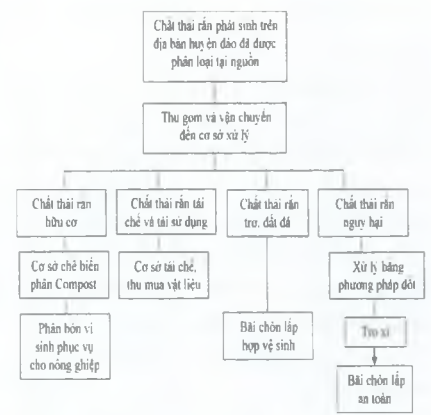 Chất thải rắn phát sinh trên
địa bàn huyện đảo đã được
phân loại tại nguồn
Thu gom và vận chuyển
đến cơ sở xử lý
Chất thải rắn
hữu cơ
Chất thải rắn tái
chế và tái sử dụng
Chất thải rắn
trơ, đất đá
Chất thải rắn
nguy hại
Cơ sở chế biến
phân Compost
Cơ sở tái chế,
thu mua vật liệu
Xử lý bằng
phương pháp đốt
Phân bón vi
sinh phục vụ
cho nông nghiệp
Bãi chôn lấp
hợp vệ sinh
Tro xỉ
Bãi chôn lấp
an toàn